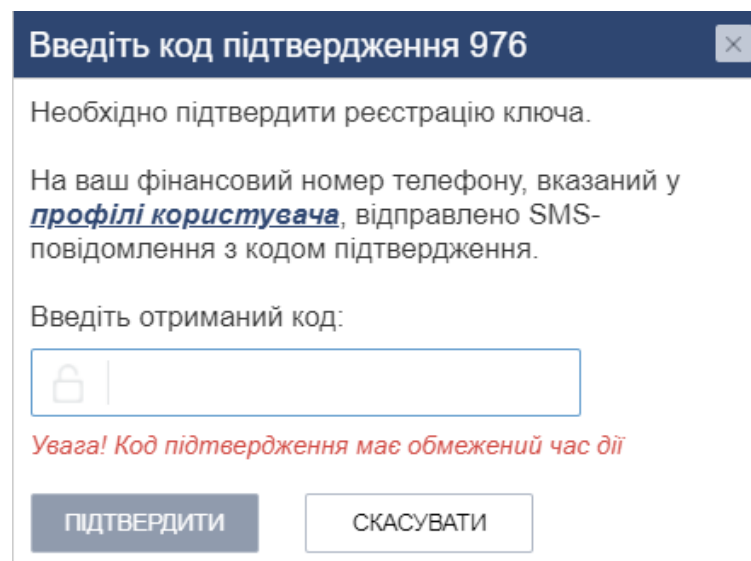 Введіть код підтвердження 976
Необхідно підтвердити реєстрацію ключа.
На ваш фінансовий номер телефону, вказаний у
профілі користувача, відправлено SMS-
повідомлення з кодом підтвердження.
Введіть отриманий код:
Увага! Код підтвердження має обмежений час дії
ПІДТВЕРДИТИ
СКАСУВАТИ